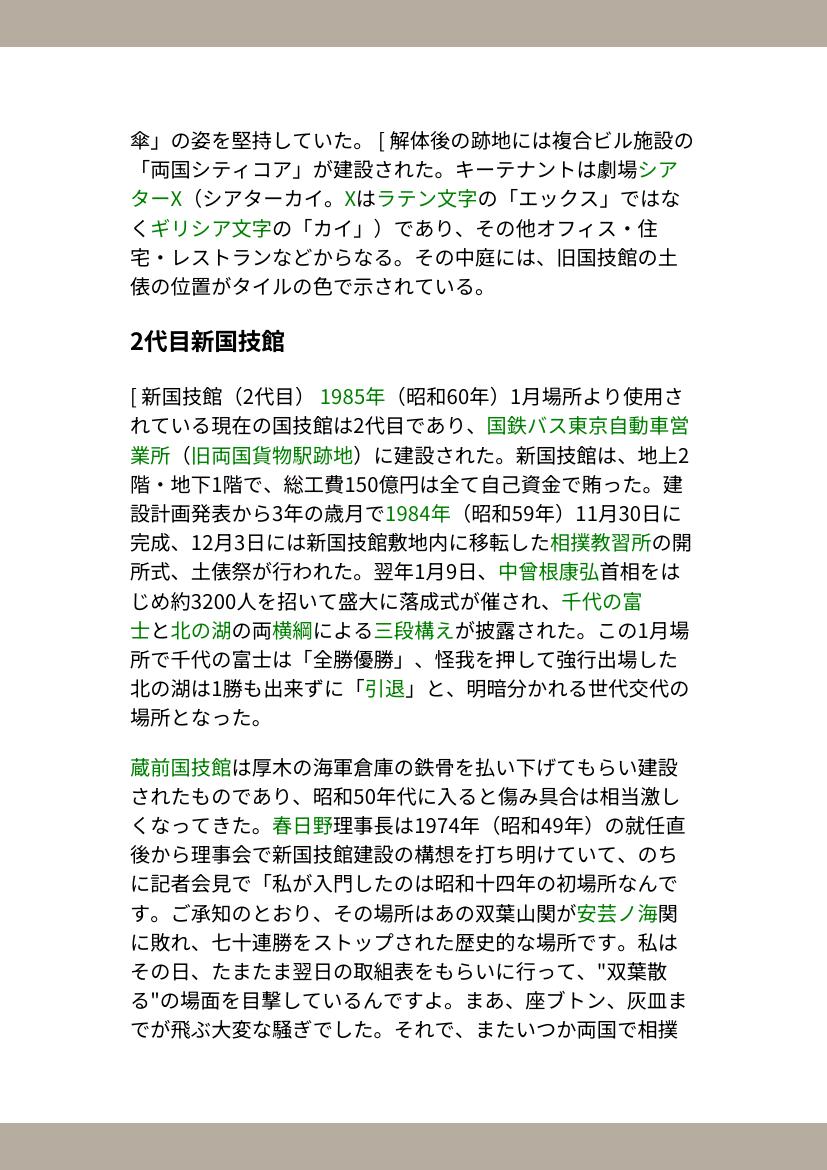 傘」の姿を堅持していた。 [ 解体後の跡地には複合ビル施設の
「両国シティコア」が建設された。キーテナントは劇場シア
ターX（シアターカイ。Xはラテン文字の「エックス」ではな
くギリシア文字の「カイ」）であり、その他オフィス・住
宅・レストランなどからなる。その中庭には、旧国技館の土
俵の位置がタイルの色で示されている。
2代目新国技館
[ 新国技館（2代目） 1985年（昭和60年）1月場所より使用さ
れている現在の国技館は2代目であり、国鉄バス東京自動車営
業所（旧両国貨物駅跡地）に建設された。新国技館は、地上2
階・地下1階で、総工費150億円は全て自己資金で賄った。建
設計画発表から3年の歳月で1984年（昭和59年）11月30日に
完成、12月3日には新国技館敷地内に移転した相撲教習所の開
所式、土俵祭が行われた。翌年1月9日、中曾根康弘首相をは
じめ約3200人を招いて盛大に落成式が催され、千代の富
士と北の湖の両横綱による三段構えが披露された。この1月場
所で千代の富士は「全勝優勝」、怪我を押して強行出場した
北の湖は1勝も出来ずに「引退」と、明暗分かれる世代交代の
場所となった。
蔵前国技館は厚木の海軍倉庫の鉄骨を払い下げてもらい建設
されたものであり、昭和50年代に入ると傷み具合は相当激し
くなってきた。春日野理事長は1974年（昭和49年）の就任直
後から理事会で新国技館建設の構想を打ち明けていて、のち
に記者会見で「私が入門したのは昭和十四年の初場所なんで
す。ご承知のとおり、その場所はあの双葉山関が安芸ノ海関
に敗れ、七十連勝をストップされた歴史的な場所です。私は
その日、たまたま翌日の取組表をもらいに行って、"双葉散
る"の場面を目撃しているんですよ。まあ、座ブトン、灰皿ま
でが飛ぶ大変な騒ぎでした。それで、またいつか両国で相撲